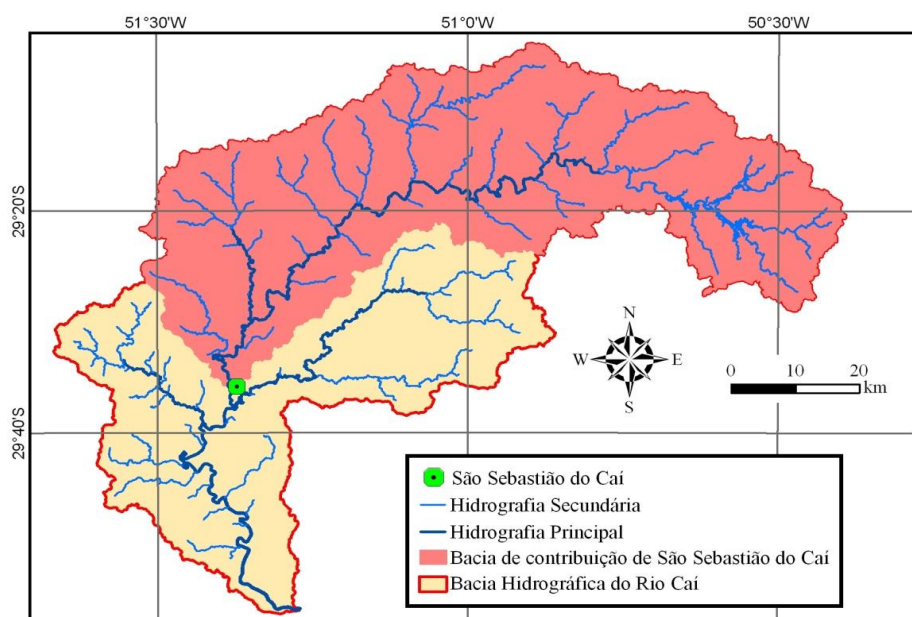 51°30'W
51°0'W
50°30'W
29°20'S
29°40'S
N
W
E
S
0
10
20
km
São Sebastião do Caí
Hidrografia Secundária
Hidrografia Principal
Bacia de contribuição de São Sebastião do Caí
Bacia Hidrográfica do Rio Caí